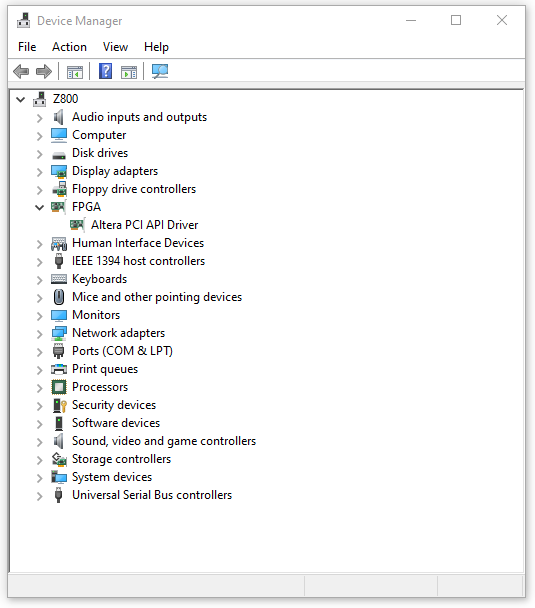 Device Manager
File Action View Help
Z800
Audio inputs and outputs
Computer
Disk drives
Display adapters
Floppy drive controllers
FPGA
Altera PCI API Driver
Human Interface Devices
IEEE 1394 host controllers
Keyboards
Mice and other pointing devices
Monitors
Network adapters
Ports (COM & LPT)
Print queues
Processors
Security devices
Software devices
Sound, video and game controllers
Storage controllers
System devices
Universal Serial Bus controllers